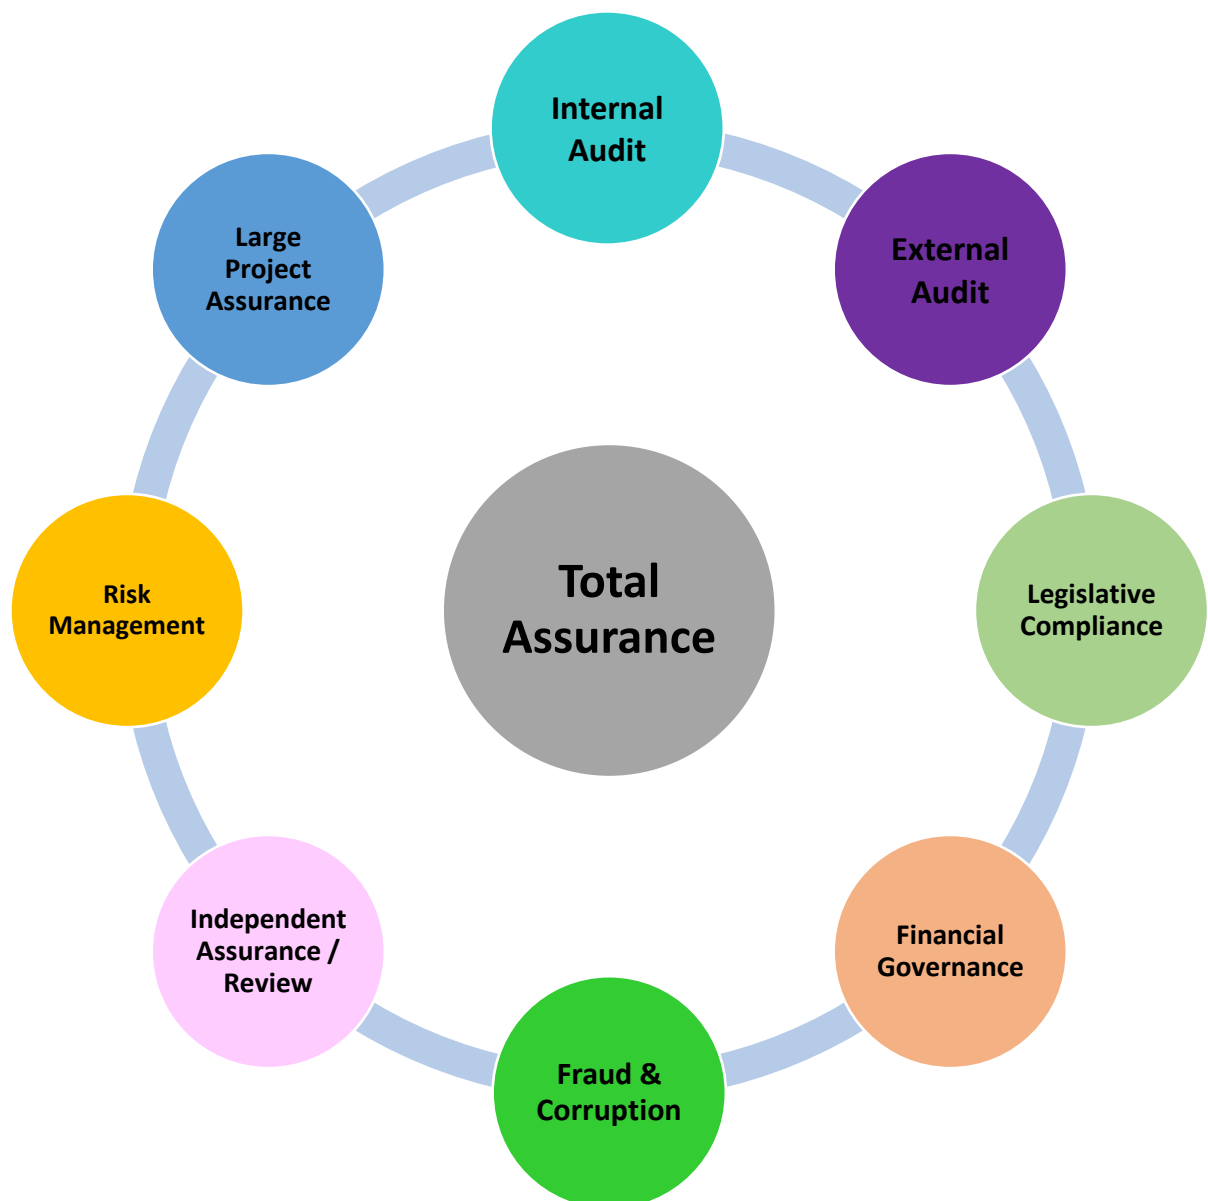 Internal
Audit
External
Audit
Large
Project
Assurance
Total
Assurance
Risk
Management
Legislative
Compliance
Independent
Assurance /
Review
Financial
Governance
Fraud &
Corruption